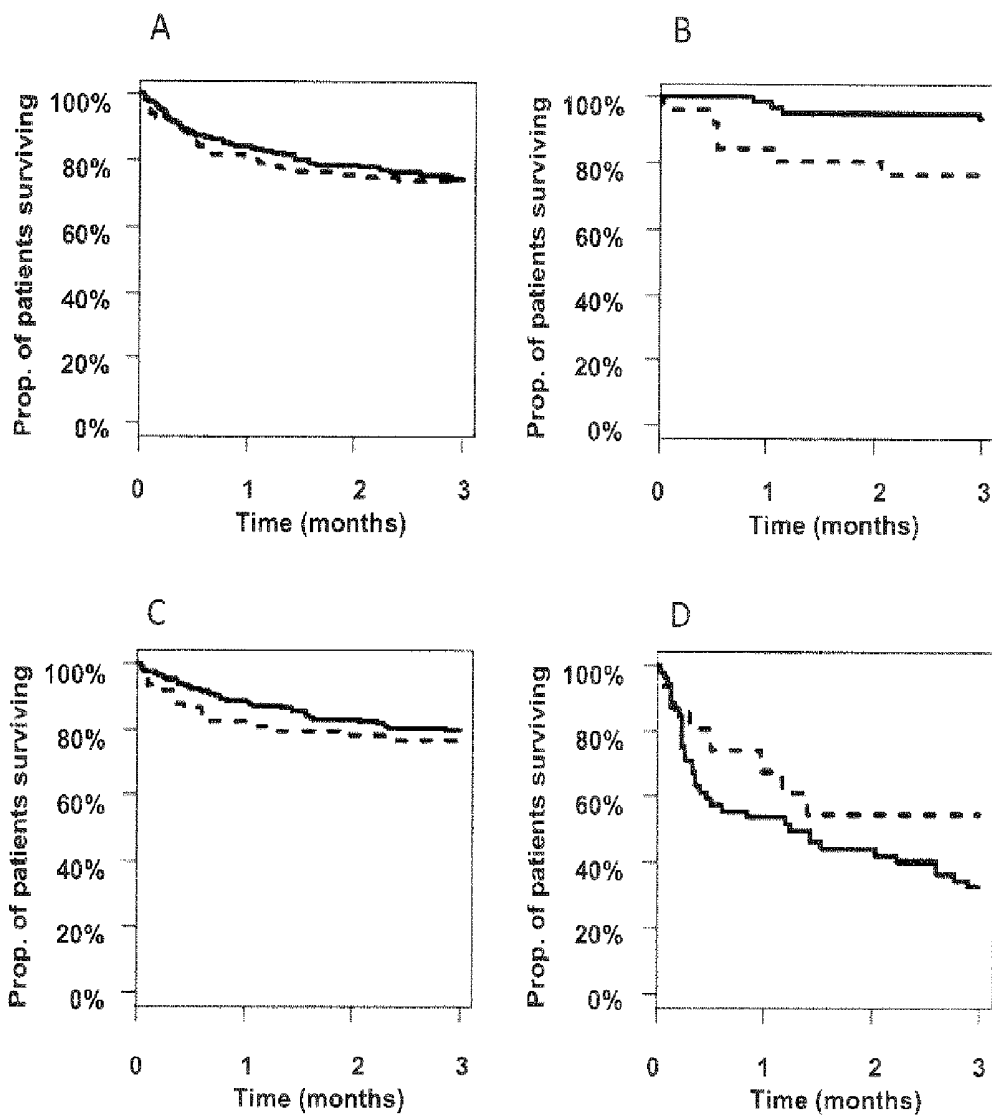 A
Prop. of patients surviving
100%
80%
60%
40%
20%
0%
0 1 2 3
Time (months)
B
Prop. of patients surviving
100%
80%
60%
40%
20%
0%
0 1 2 3
Time (months)
C
Prop. of patients surviving
100%
80%
60%
40%
20%
0%
0 1 2 3
Time (months)
D
Prop. of patients surviving
100%
80%
60%
40%
20%
0%
0 1 2 3
Time (months)